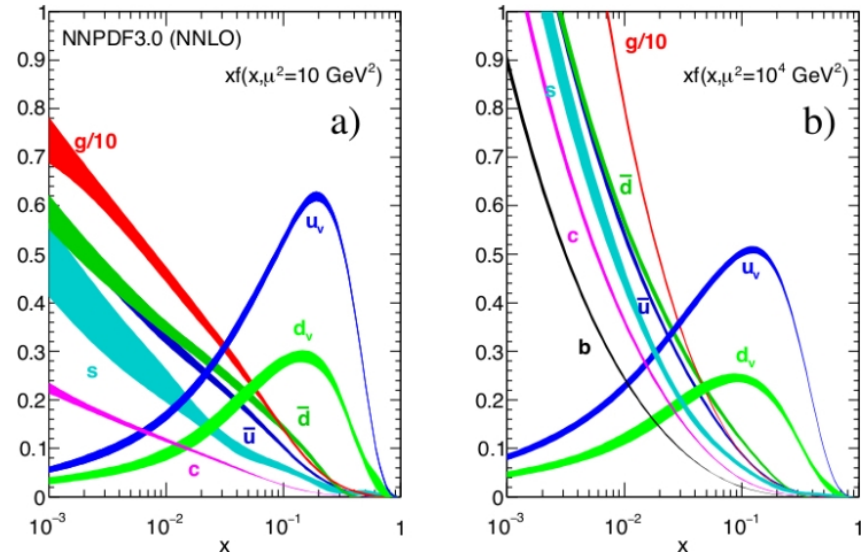 NNPDF3.0 (NNLO)
xf(x,μ²=10 GeV²)
a)
g/10
u_v
d_v
s
d̅
u̅
c
1
0.9
0.8
0.7
0.6
0.5
0.4
0.3
0.2
0.1
0
10⁻³
10⁻²
10⁻¹
1
x
g/10
xf(x,μ²=10⁴ GeV²)
s
b)
d̅
c
u_v
u̅
b
d_v
1
0.9
0.8
0.7
0.6
0.5
0.4
0.3
0.2
0.1
0
10⁻³
10⁻²
10⁻¹
1
x